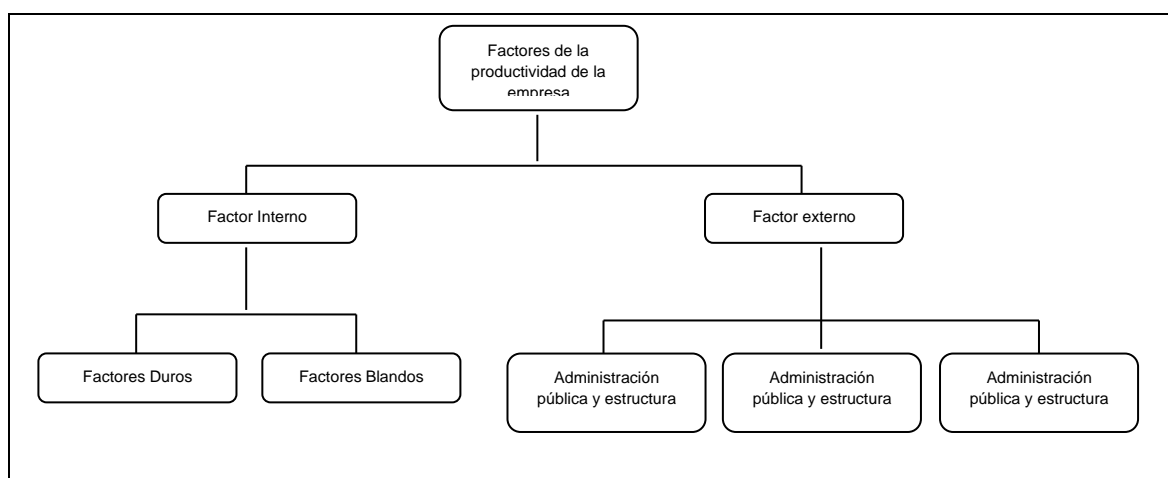 Factores de la
productividad de la
empresa
Factor Interno
Factor externo
Factores Duros
Factores Blandos
Administración
pública y estructura
Administración
pública y estructura
Administración
pública y estructura